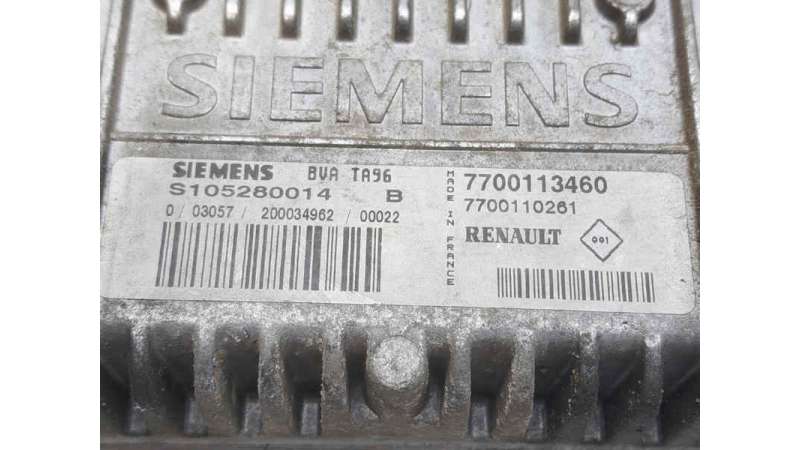 SIEMENS
SIEMENS BVA TA96
S105280014 B
0/ 03057/ 200034962 / 00022
MADE IN FRANCE
7700113460
7700110261
RENAULT 001